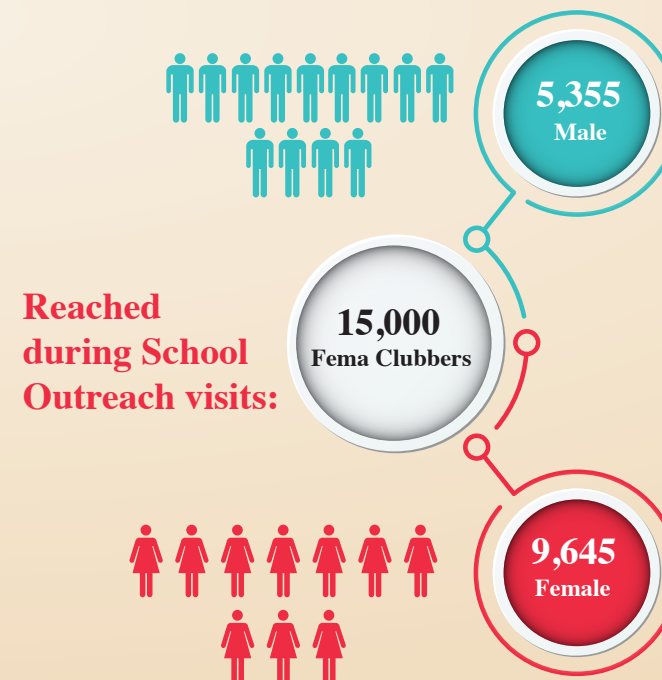 5,355
Male
Reached
during School
Outreach visits:
15,000
Fema Clubbers
9,645
Female